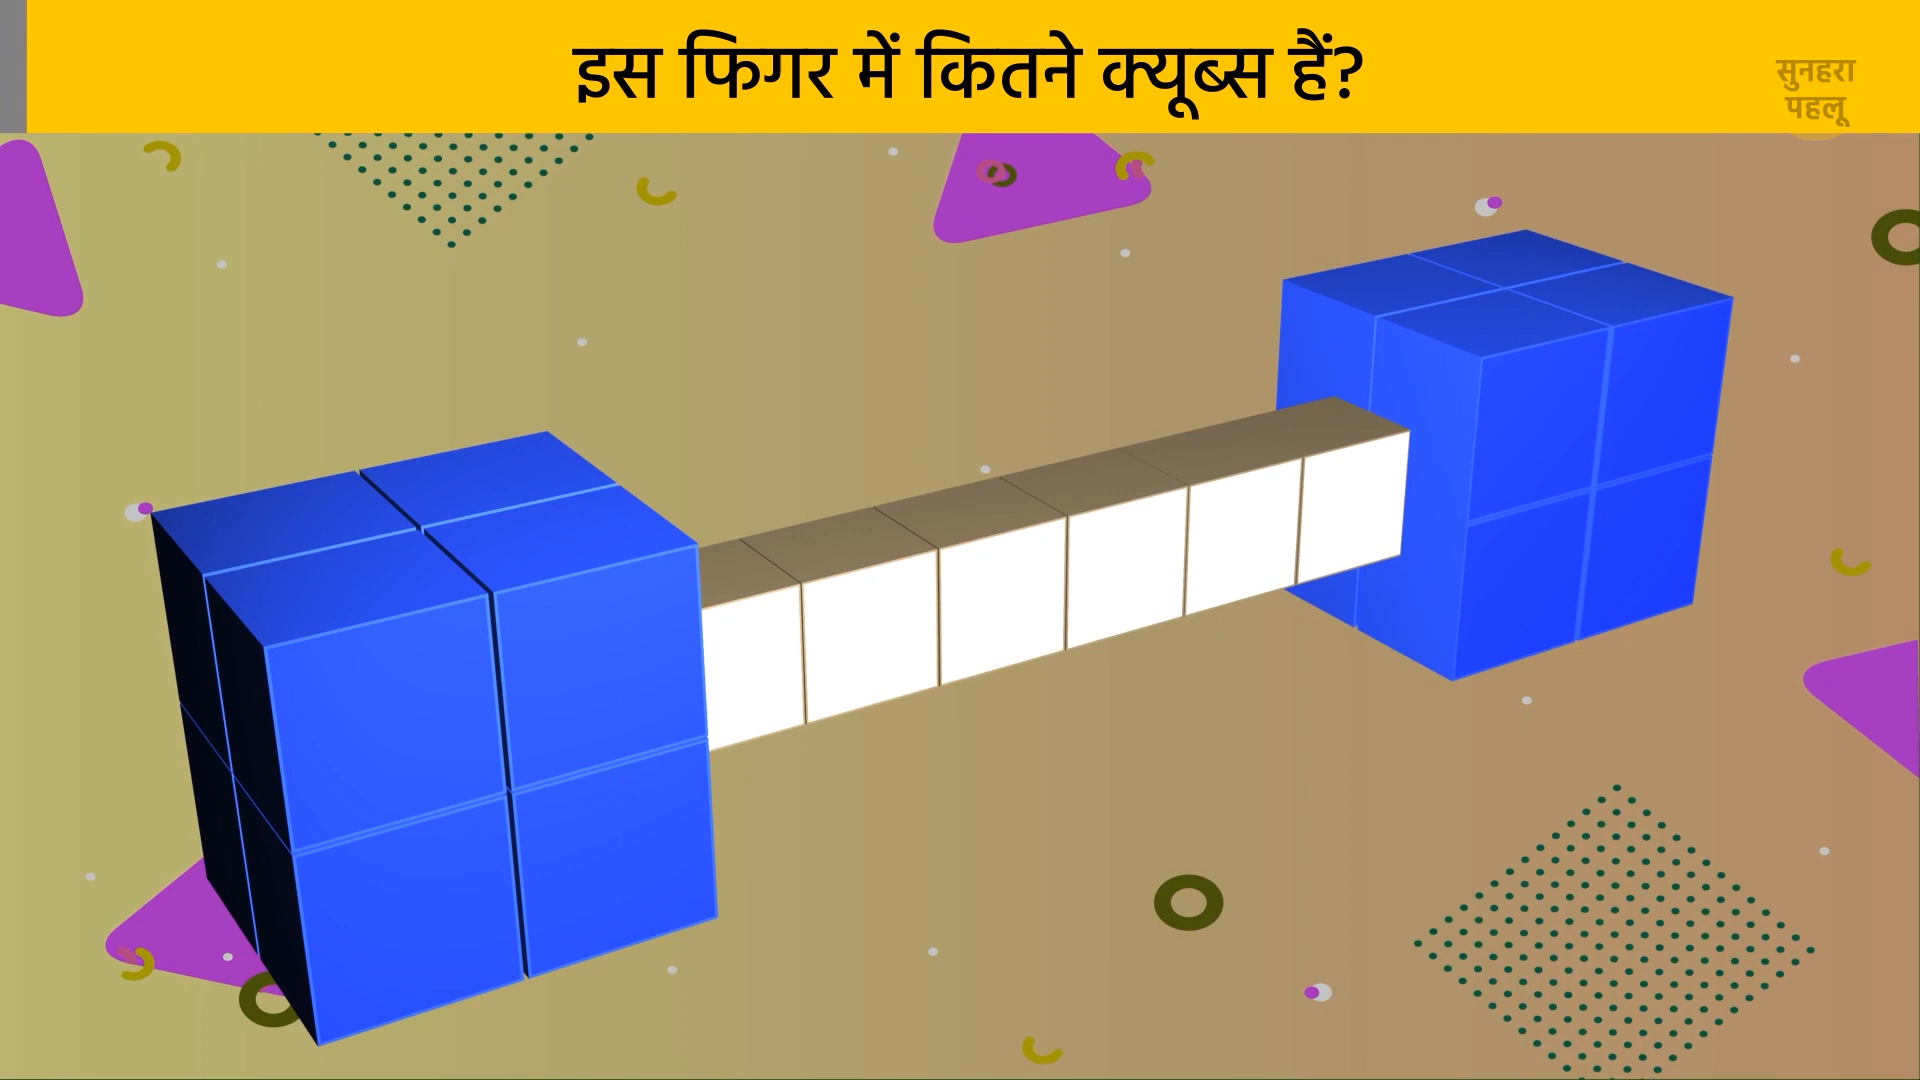 इस फिगर में कितने क्यूब्स हैं?
सुनहरा
पहलू